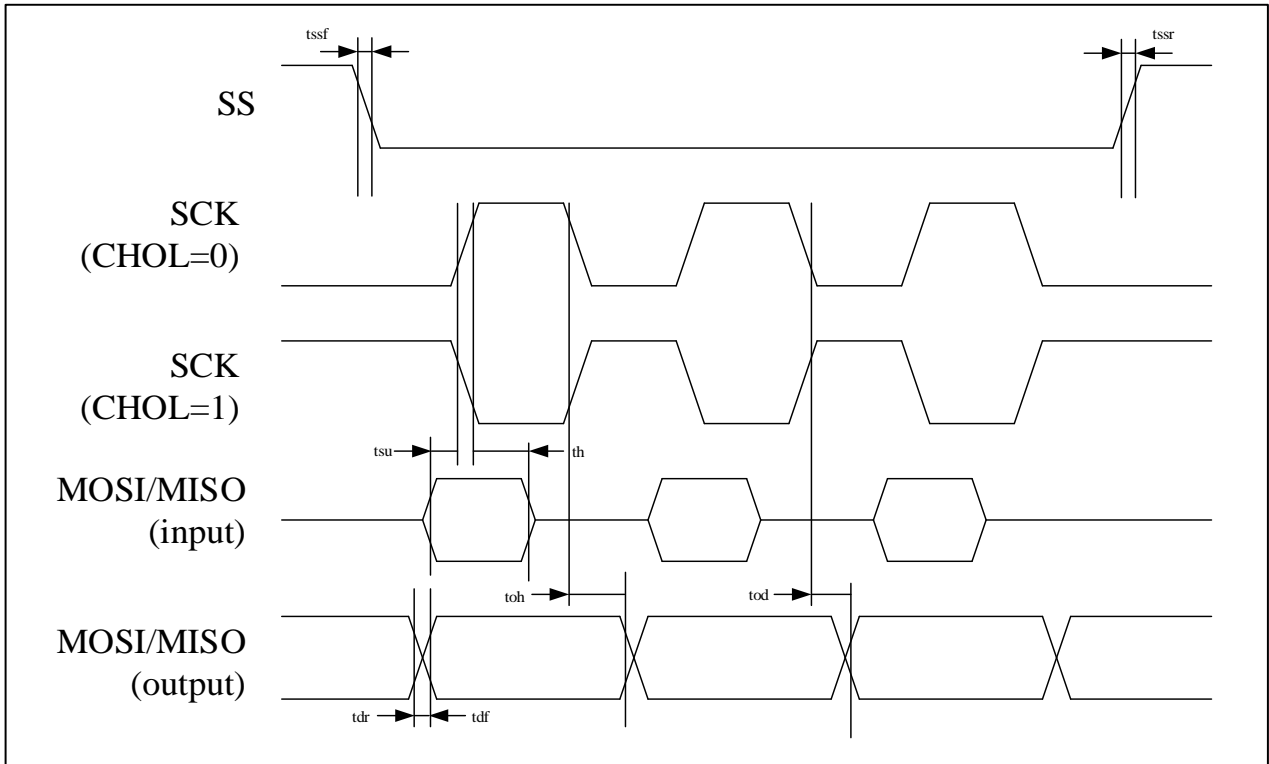 tssf
tssr
SS
SCK
(CHOL=0)
SCK
(CHOL=1)
tsu
th
MOSI/MISO
(input)
toh
tod
MOSI/MISO
(output)
tdr
tdf